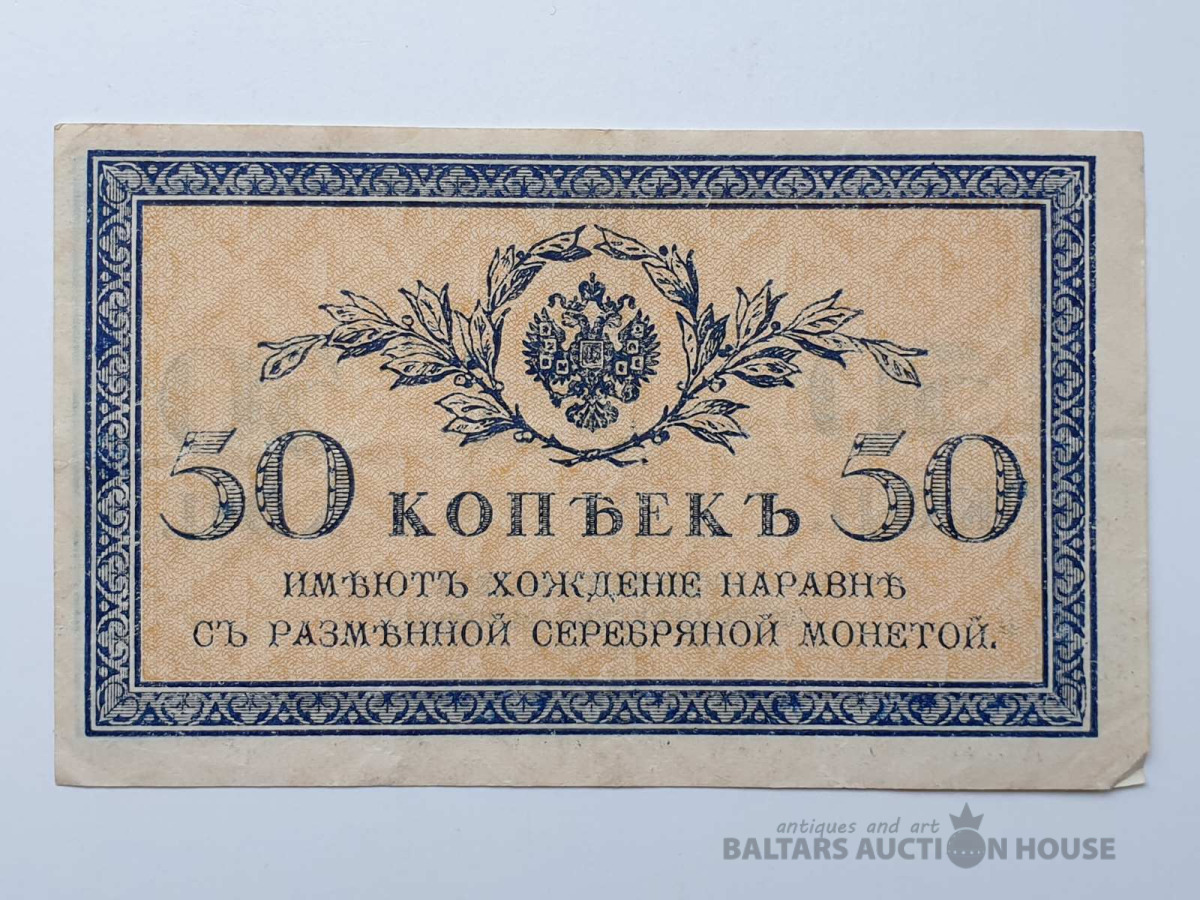 50 КОПѢЕКЪ 50
ИМѢЮТЪ ХОЖДЕНІЕ НАРАВНѢ
СЪ РАЗМѢННОЙ СЕРЕБРЯНОЙ МОНЕТОЙ.
antiques and art
BALTARS AUCTION HOUSE